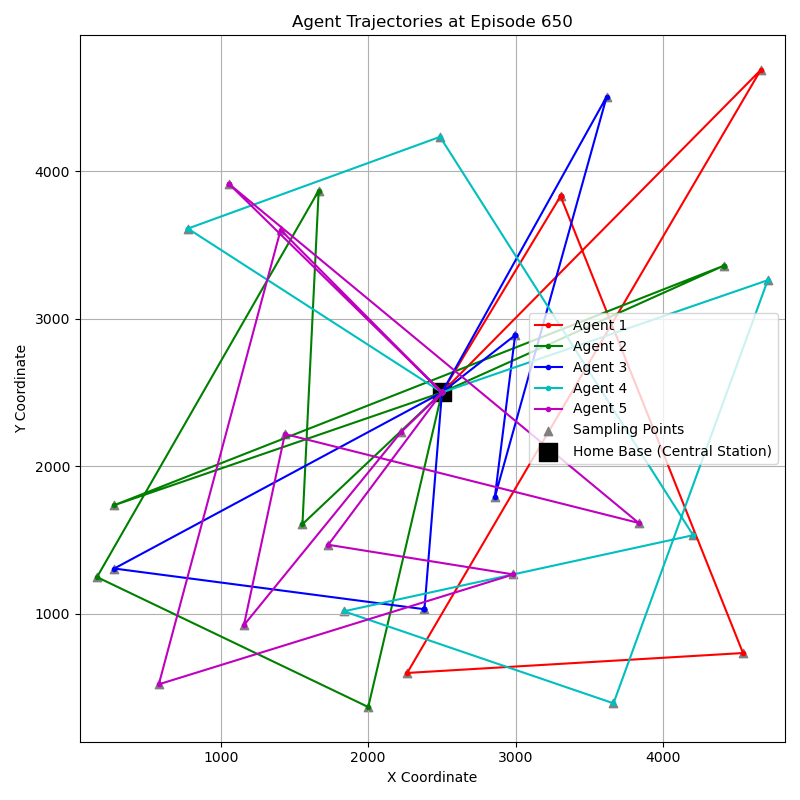 Agent Trajectories at Episode 650
Y Coordinate
4000
3000
2000
1000
Agent 1
Agent 2
Agent 3
Agent 4
Agent 5
Sampling Points
Home Base (Central Station)
1000 2000 3000 4000
X Coordinate